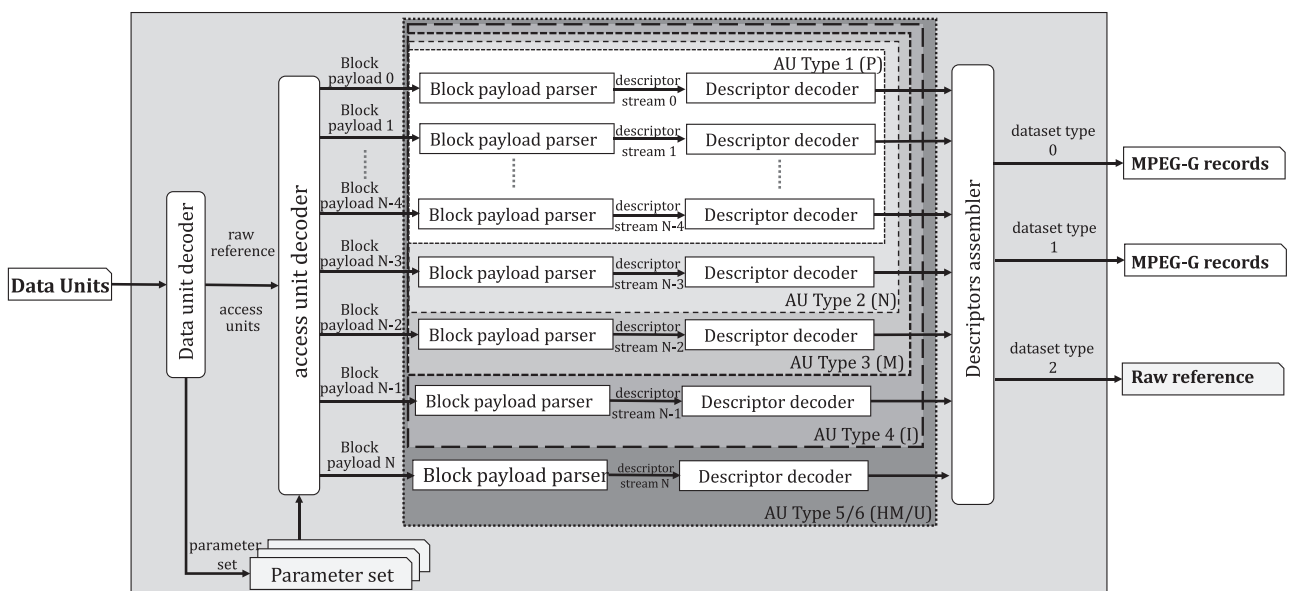 Data Units
Data unit decoder
raw
reference
access
units
parameter
set
Parameter set
access unit decoder
Block
payload 0
Block payload parser
descriptor
stream 0
Descriptor decoder
AU Type 1 (P)
Block
payload 1
Block payload parser
descriptor
stream 1
Descriptor decoder
Block
payload N-4
Block payload parser
descriptor
stream N-4
Descriptor decoder
Block
payload N-3
Block payload parser
descriptor
stream N-3
Descriptor decoder
AU Type 2 (N)
Block
payload N-2
Block payload parser
descriptor
stream N-2
Descriptor decoder
AU Type 3 (M)
Block
payload N-1
Block payload parser
descriptor
stream N-1
Descriptor decoder
AU Type 4 (I)
Block
payload N
Block payload parser
descriptor
stream N
Descriptor decoder
AU Type 5/6 (HM/U)
Descriptors assembler
dataset type
0
MPEG-G records
dataset type
1
MPEG-G records
dataset type
2
Raw reference